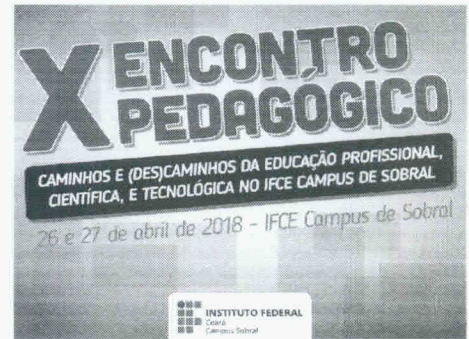 X ENCONTRO
PEDAGÓGICO
CAMINHOS E (DES)CAMINHOS DA EDUCAÇÃO PROFISSIONAL,
CIENTÍFICA, E TECNOLÓGICA NO IFCE CAMPUS DE SOBRAL
26 e 27 de abril de 2018 - IFCE Campus de Sobral
INSTITUTO FEDERAL
Ceará
Campus Sobral